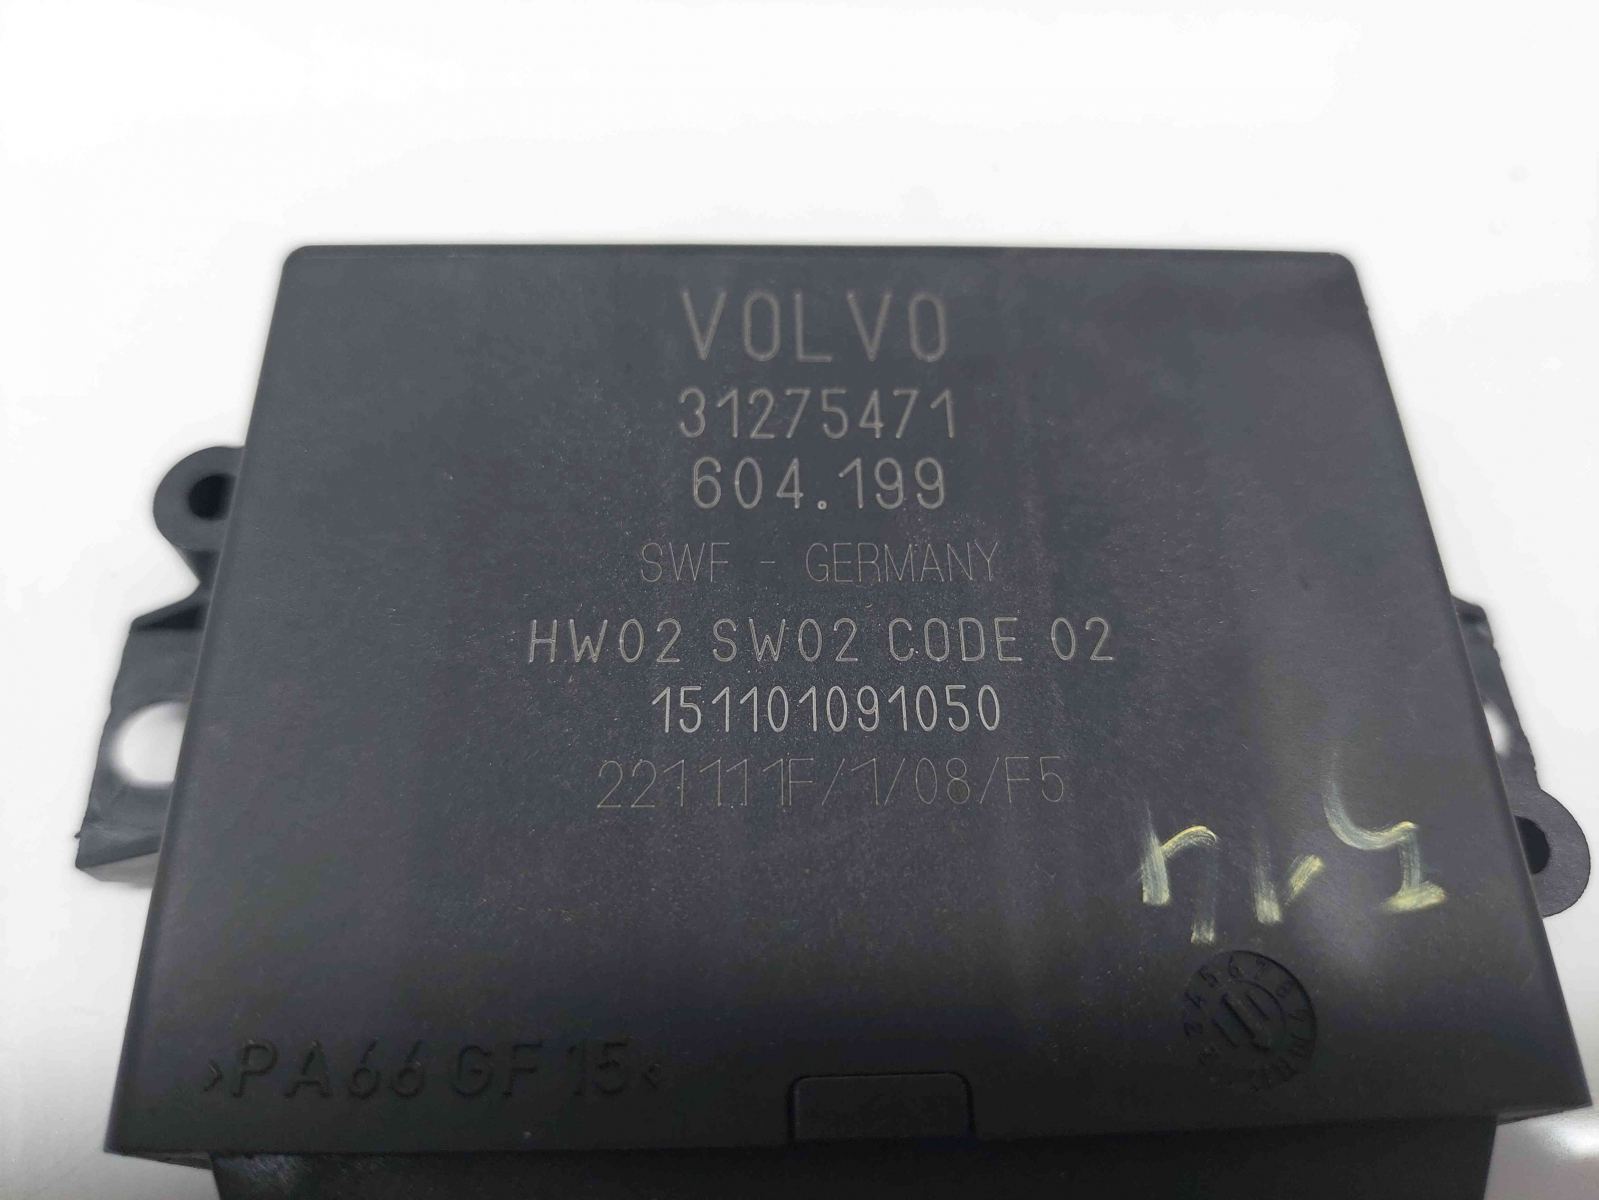 VOLVO
31275471
604.199
SWF - GERMANY
HW02 SW02 CODE 02
151101091050
221111F/1/08/F5
>PA66 GF 15<